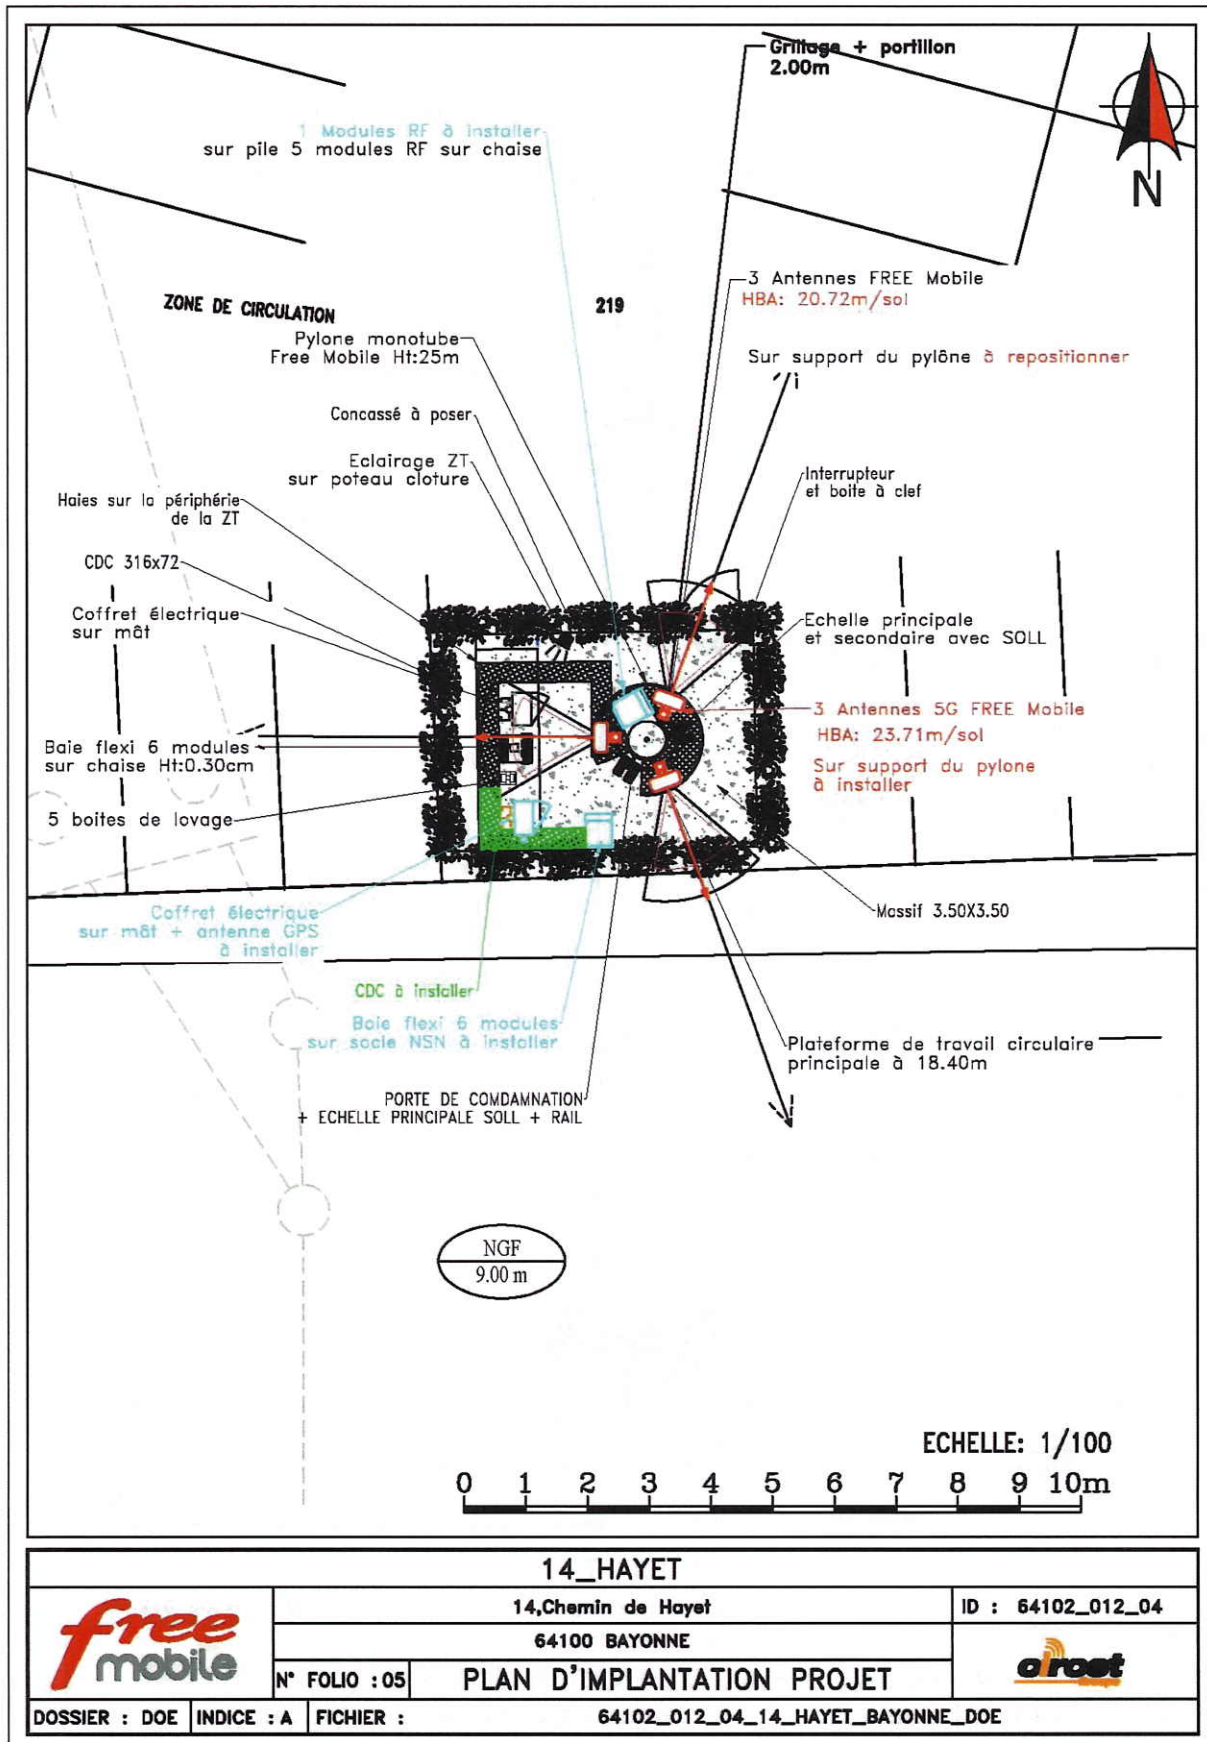 Grillage + portillon
2.00m
N
1 Modules RF à installer
sur pile 5 modules RF sur chaise
3 Antennes FREE Mobile
HBA: 20.72m/sol
ZONE DE CIRCULATION
219
Pylone monotube
Free Mobile Ht:25m
Sur support du pylône à repositionner
Concassé à poser
Eclairage ZT
sur poteau cloture
Interrupteur
et boite à clef
Haies sur la périphérie
de la ZT
CDC 316x72
Coffret électrique
sur mât
Echelle principale
et secondaire avec SOLL
3 Antennes 5G FREE Mobile
HBA: 23.71m/sol
Sur support du pylone
à installer
Baie flexi 6 modules
sur chaise Ht:0.30cm
5 boites de lovage
Coffret électrique
sur mât + antenne GPS
à installer
Massif 3.50X3.50
CDC à installer
Baie flexi 6 modules
sur socle NSN à installer
Plateforme de travail circulaire
principale à 18.40m
PORTE DE COMDAMNATION
+ ECHELLE PRINCIPALE SOLL + RAIL
NGF
9.00 m
ECHELLE: 1/100
0 1 2 3 4 5 6 7 8 9 10m
14_HAYET
free
mobile
14,Chemin de Hayet
ID : 64102_012_04
64100 BAYONNE
N° FOLIO : 05
PLAN D'IMPLANTATION PROJET
DOSSIER : DOE
INDICE : A
FICHIER :
64102_012_04_14_HAYET_BAYONNE_DOE